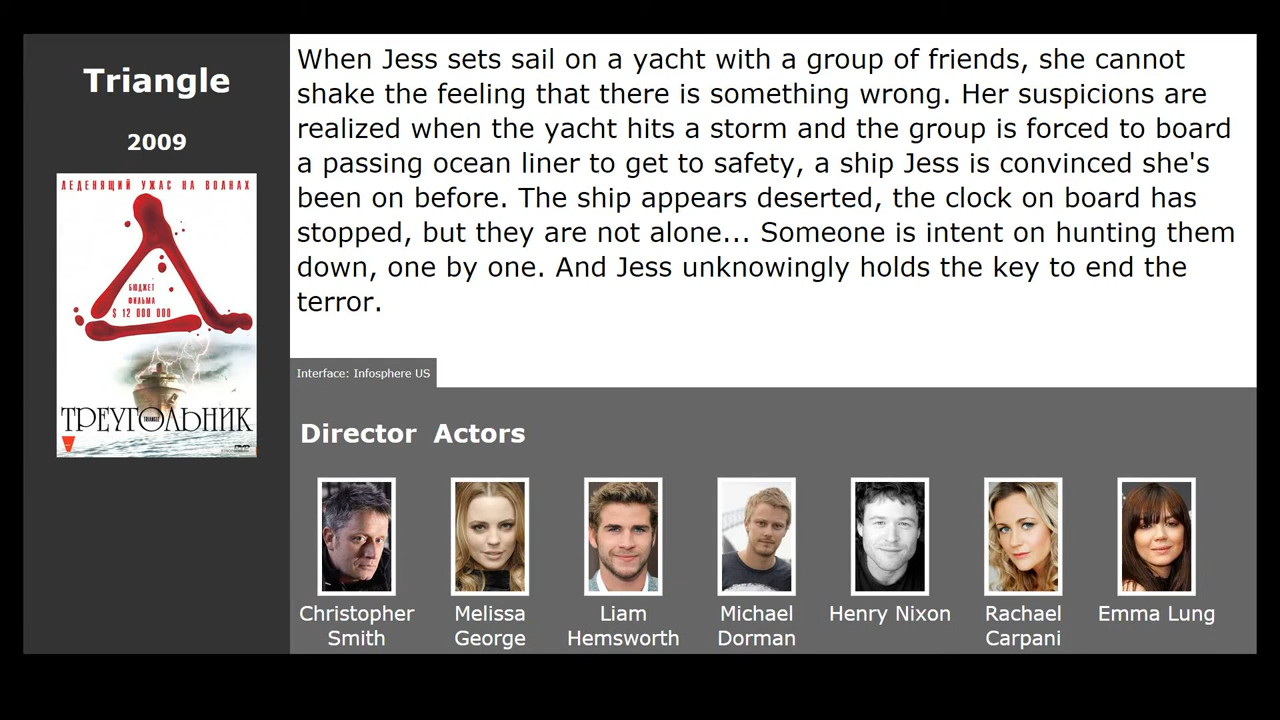 Triangle
2009
ЛЕДЕНЯЩИЙ УЖАС НА ВОЛНАХ
БЮДЖЕТ
ФИЛЬМА
$ 12 000 000
ТРЕУГОЛЬНИК
TRIANGLE
DVD
When Jess sets sail on a yacht with a group of friends, she cannot
shake the feeling that there is something wrong. Her suspicions are
realized when the yacht hits a storm and the group is forced to board
a passing ocean liner to get to safety, a ship Jess is convinced she's
been on before. The ship appears deserted, the clock on board has
stopped, but they are not alone... Someone is intent on hunting them
down, one by one. And Jess unknowingly holds the key to end the
terror.
Interface: Infosphere US
Director Actors
Christopher
Smith
Melissa
George
Liam
Hemsworth
Michael
Dorman
Henry Nixon
Rachael
Carpani
Emma Lung